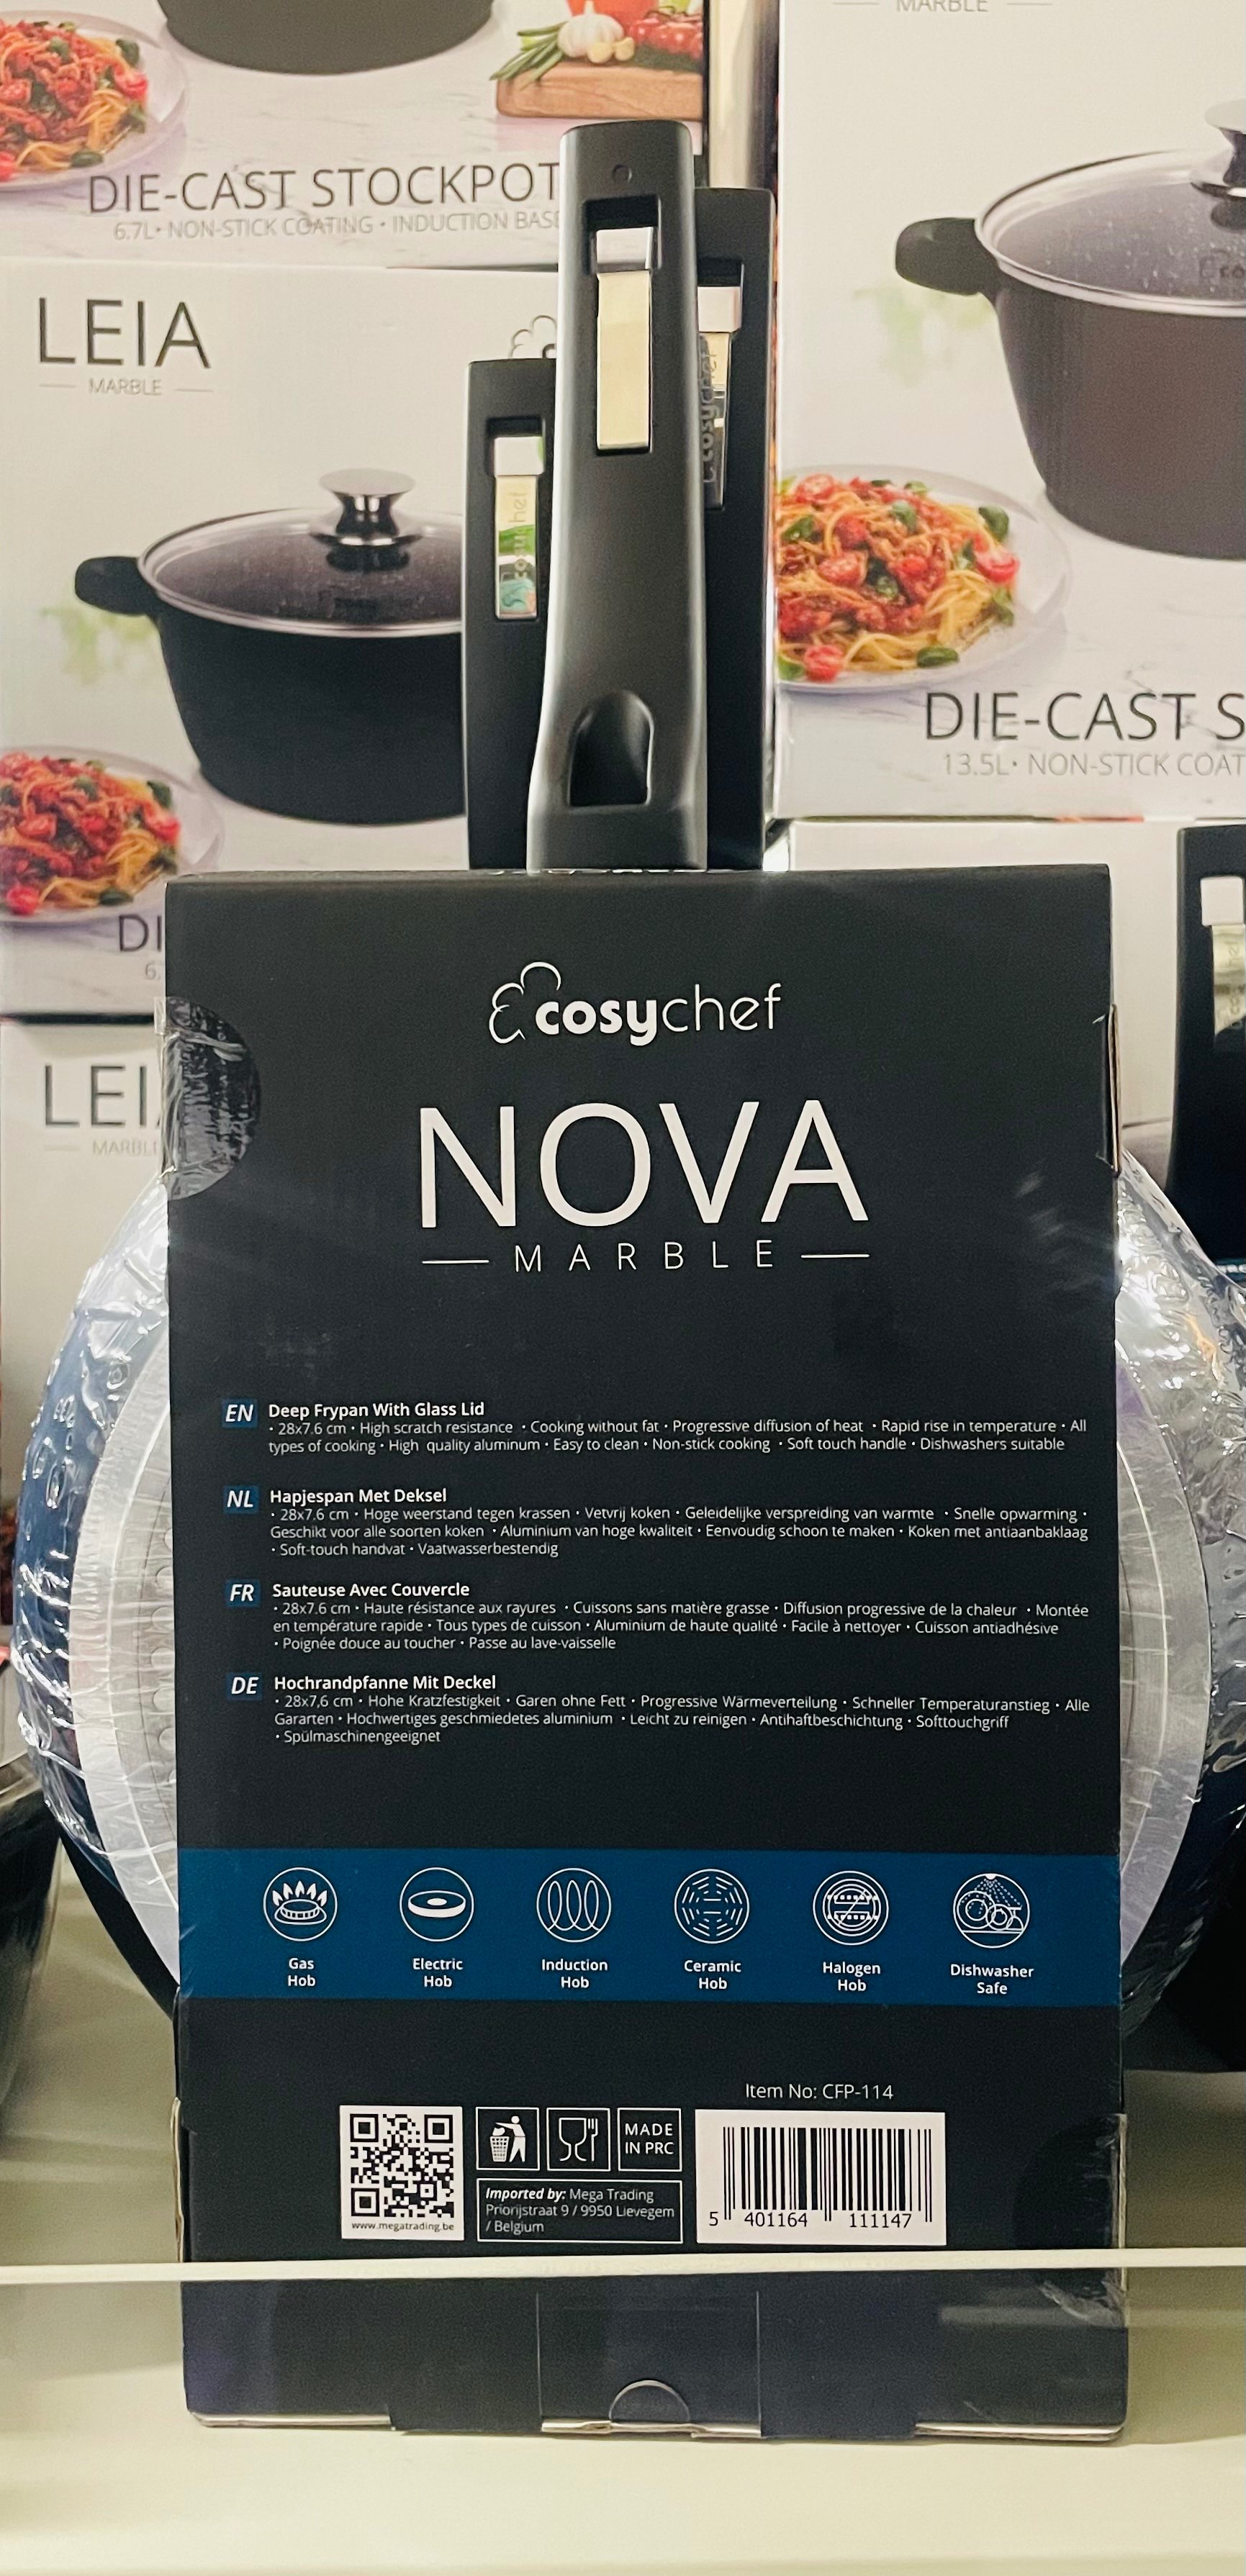 MARBLE
DIE-CAST STOCKPOT
6.7L• NON-STICK COATING • INDUCTION BASE
LEIA
MARBLE
cosychef
cosychef
DIE-CAST S
13.5L• NON-STICK COAT
DI
6.
LEI
MARBL
cosychef
NOVA
MARBLE
EN Deep Frypan With Glass Lid
• 28x7.6 cm • High scratch resistance • Cooking without fat • Progressive diffusion of heat • Rapid rise in temperature • All
types of cooking • High quality aluminum • Easy to clean • Non-stick cooking • Soft touch handle • Dishwashers suitable
NL Hapjespan Met Deksel
• 28x7.6 cm • Hoge weerstand tegen krassen • Vetvrij koken • Geleidelijke verspreiding van warmte • Snelle opwarming •
Geschikt voor alle soorten koken • Aluminium van hoge kwaliteit • Eenvoudig schoon te maken • Koken met antiaanbaklaag
• Soft-touch handvat • Vaatwasserbestendig
FR Sauteuse Avec Couvercle
• 28x7.6 cm • Haute résistance aux rayures • Cuissons sans matière grasse • Diffusion progressive de la chaleur • Montée
en température rapide • Tous types de cuisson • Aluminium de haute qualité • Facile à nettoyer • Cuisson antiadhésive
• Poignée douce au toucher • Passe au lave-vaisselle
DE Hochrandpfanne Mit Deckel
• 28x7,6 cm • Hohe Kratzfestigkeit • Garen ohne Fett • Progressive Wärmeverteilung • Schneller Temperaturanstieg • Alle
Gararten • Hochwertiges geschmiedetes aluminium • Leicht zu reinigen • Antihaftbeschichtung • Softtouchgriff
• Spülmaschinengeeignet
Gas Hob
Electric Hob
Induction Hob
Ceramic Hob
Halogen Hob
Dishwasher Safe
Item No: CFP-114
MADE
IN PRC
Imported by: Mega Trading
Priorijstraat 9 / 9950 Lievegem
/ Belgium
www.megatrading.be
5 401164 111147